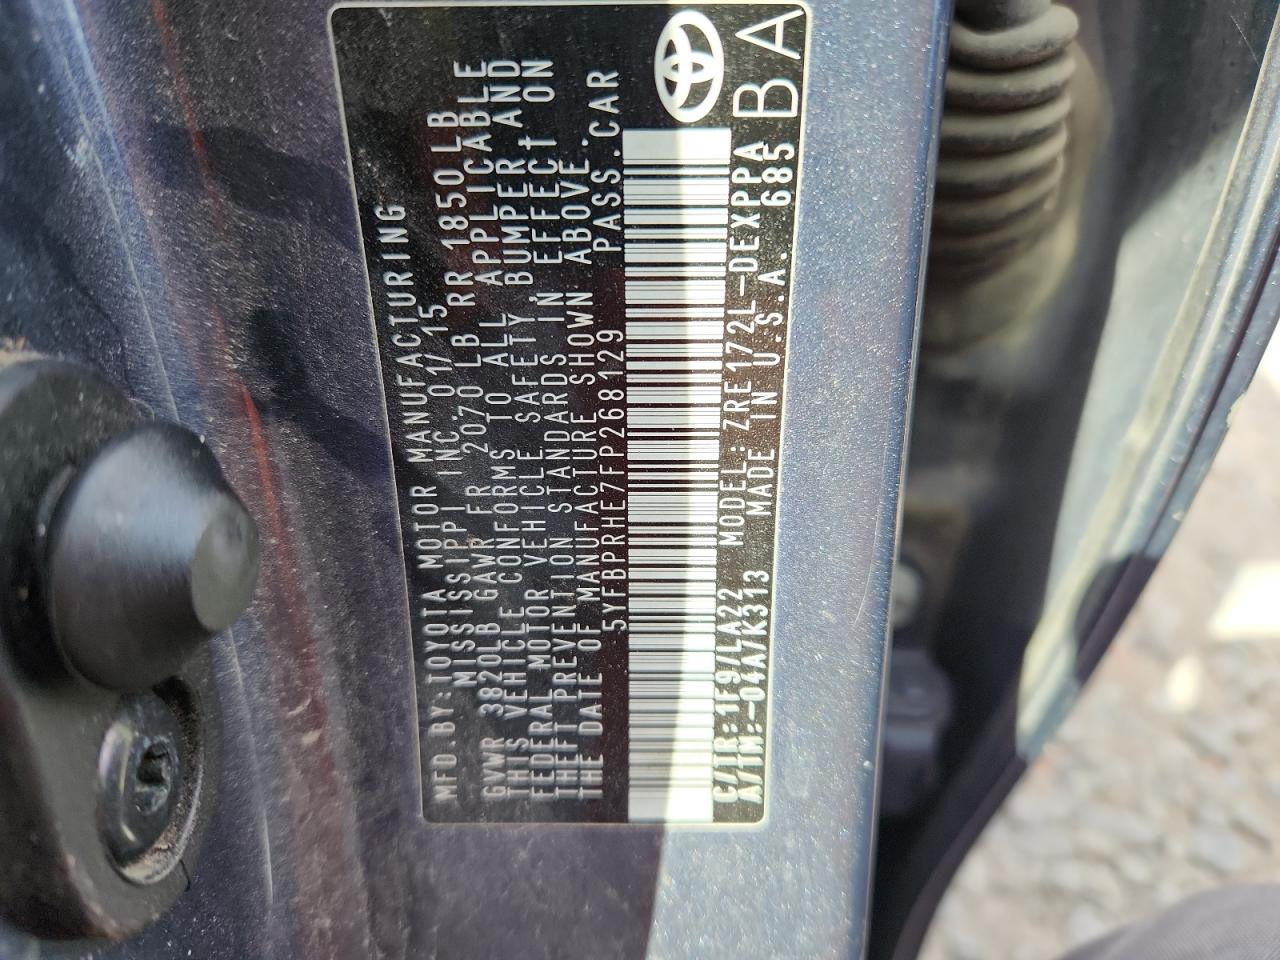 MFD.BY:TOYOTA MOTOR MANUFACTURING
MISSISSIPPI INC 01/15
GVWR 3820LB GAWR FR 2070 LB RR 1850LB
THIS VEHICLE CONFORMS TO ALL APPLICABLE
FEDERAL MOTOR VEHICLE SAFETY,BUMPER AND
THEFT PREVENTION STANDARDS IN EFFECT ON
THE DATE OF MANUFACTURE SHOWN ABOVE.
5YFBPRHE7FP268129 PASS.CAR
C/TR:1F9/LA22 MODEL:ZRE172L-DEXPPA
A/TM:-04A/K313 MADE IN U.S.A.685
BA